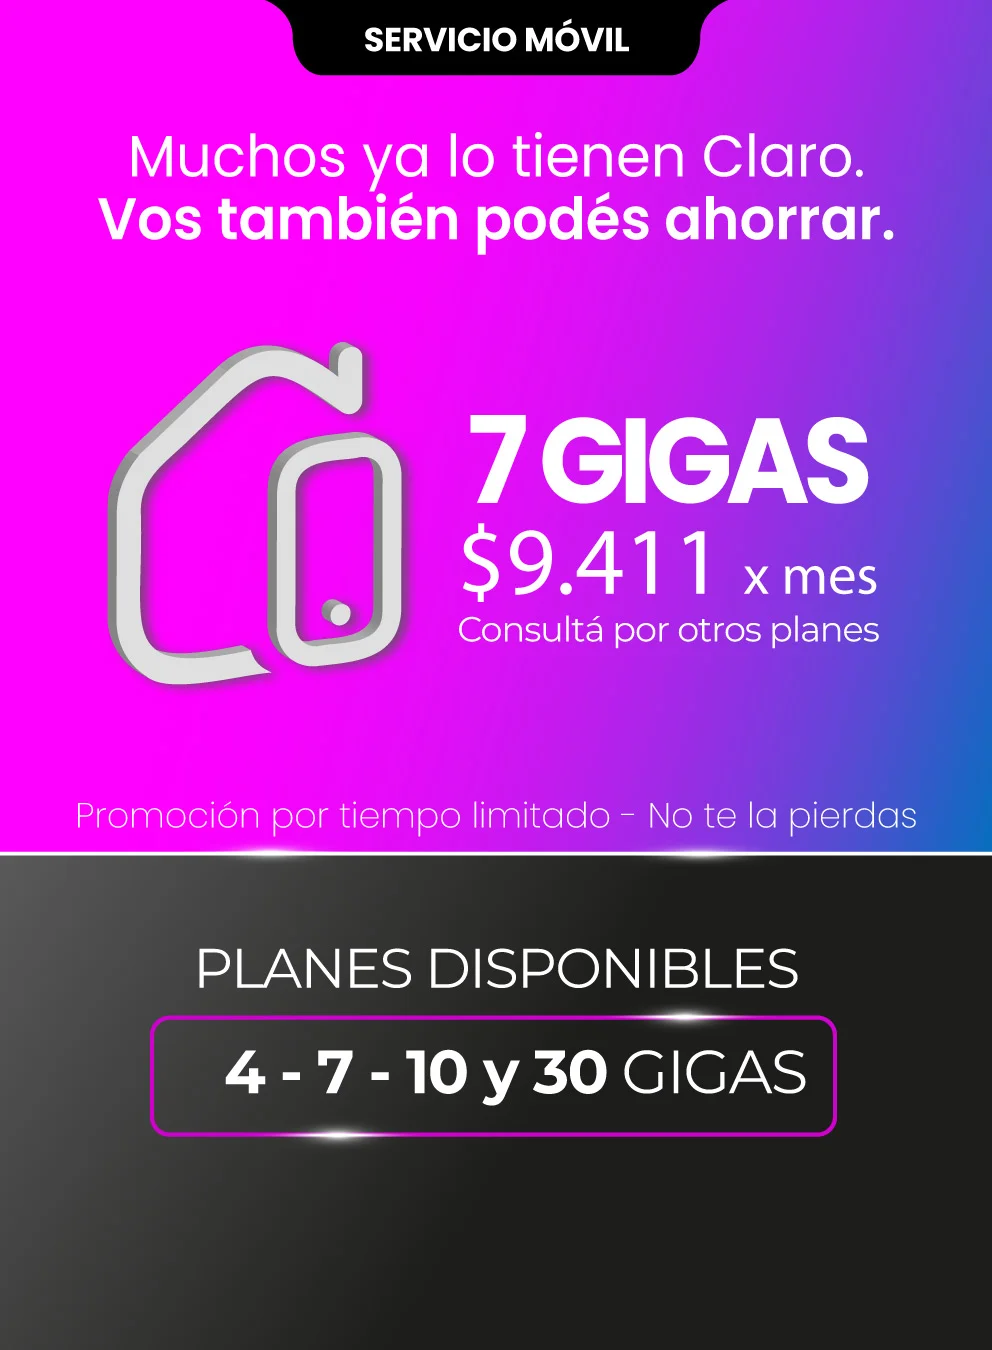 SERVICIO MÓVIL
Muchos ya lo tienen Claro.
Vos también podés ahorrar.
7 GIGAS
$9.411 x mes
Consultá por otros planes
Promoción por tiempo limitado - No te la pierdas
PLANES DISPONIBLES
4 - 7 - 10 y 30 GIGAS